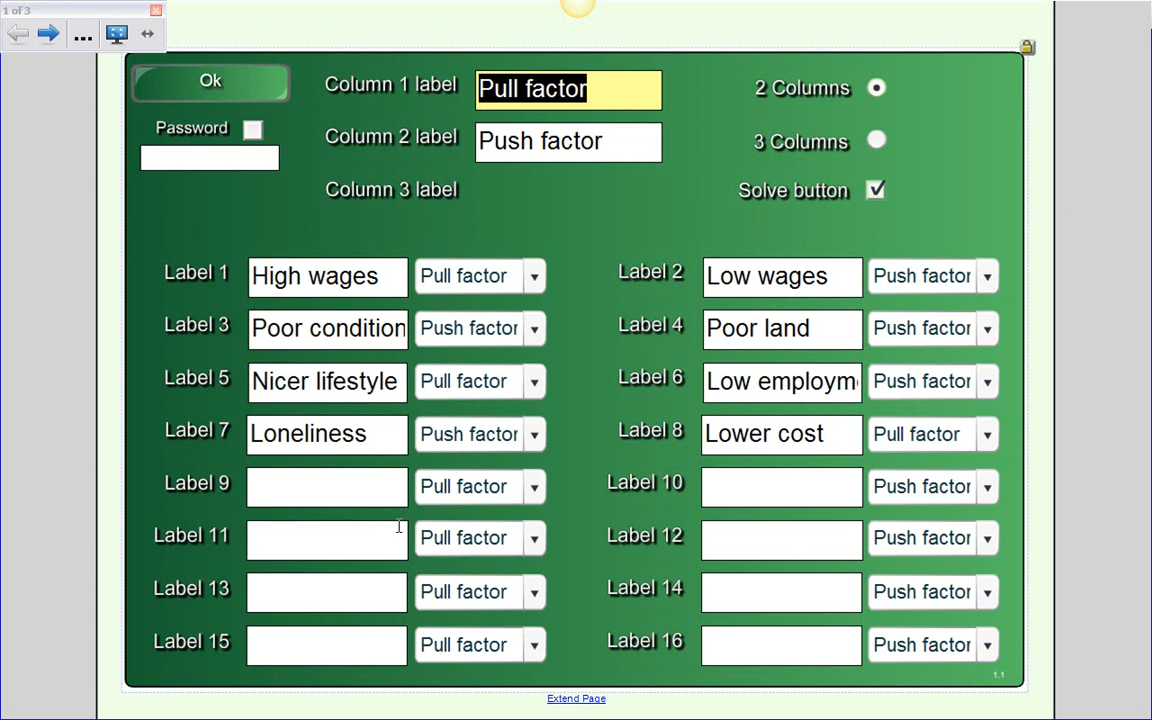 1 of 3
...
Ok
Column 1 label
Pull factor
2 Columns
Password
Column 2 label
Push factor
3 Columns
Column 3 label
Solve button
Label 1
High wages
Pull factor
Label 2
Low wages
Push factor
Label 3
Poor condition
Push factor
Label 4
Poor land
Push factor
Label 5
Nicer lifestyle
Pull factor
Label 6
Low employm
Push factor
Label 7
Loneliness
Push factor
Label 8
Lower cost
Pull factor
Label 9
Pull factor
Label 10
Push factor
Label 11
Pull factor
Label 12
Push factor
Label 13
Pull factor
Label 14
Push factor
Label 15
Pull factor
Label 16
Push factor
1.1
Extend Page